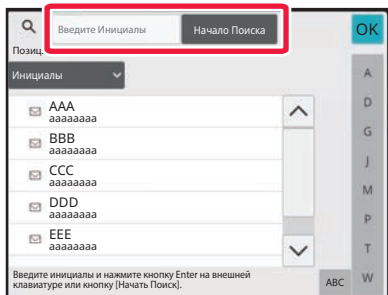 Введите Инициалы
Начало Поиска
OK
Позиц.
Инициалы
A
AAA
aaaaaaaa
D
BBB
aaaaaaaa
G
CCC
aaaaaaaa
J
DDD
aaaaaaaa
M
EEE
aaaaaaaa
P
T
Введите инициалы и нажмите кнопку Enter на внешней
клавиатуре или кнопку [Начать Поиск].
ABC
W